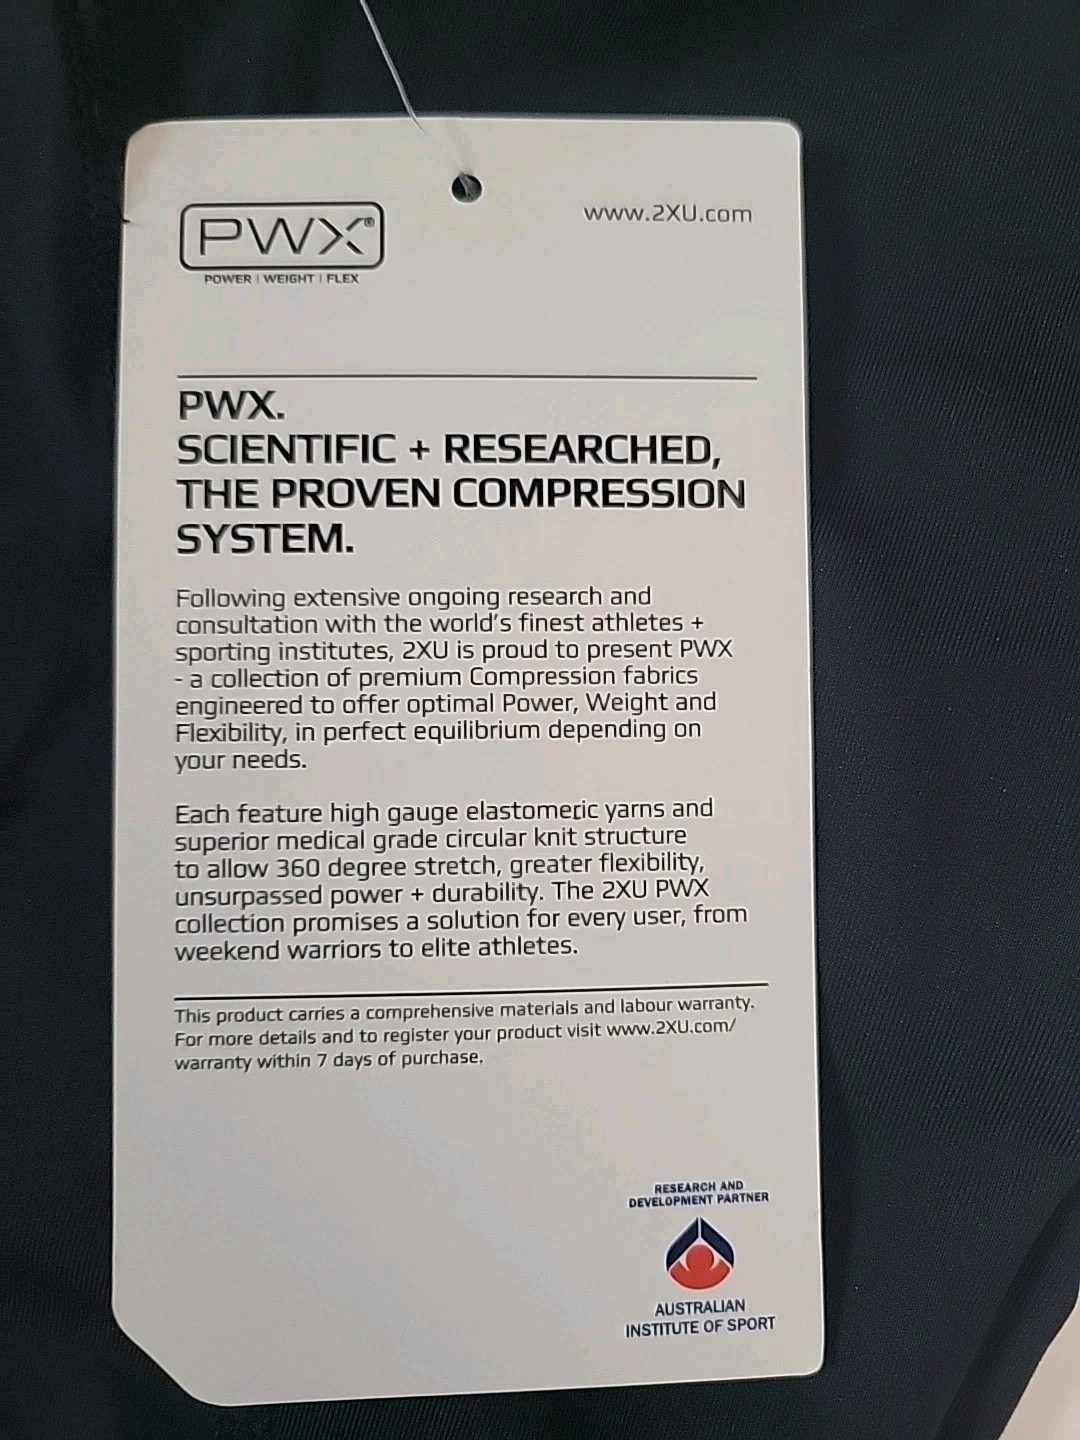 PWX®
POWER | WEIGHT | FLEX
www.2XU.com
PWX.
SCIENTIFIC + RESEARCHED,
THE PROVEN COMPRESSION
SYSTEM.
Following extensive ongoing research and
consultation with the world's finest athletes +
sporting institutes, 2XU is proud to present PWX
- a collection of premium Compression fabrics
engineered to offer optimal Power, Weight and
Flexibility, in perfect equilibrium depending on
your needs.
Each feature high gauge elastomeric yarns and
superior medical grade circular knit structure
to allow 360 degree stretch, greater flexibility,
unsurpassed power + durability. The 2XU PWX
collection promises a solution for every user, from
weekend warriors to elite athletes.
This product carries a comprehensive materials and labour warranty.
For more details and to register your product visit www.2XU.com/
warranty within 7 days of purchase.
RESEARCH AND
DEVELOPMENT PARTNER
AUSTRALIAN
INSTITUTE OF SPORT